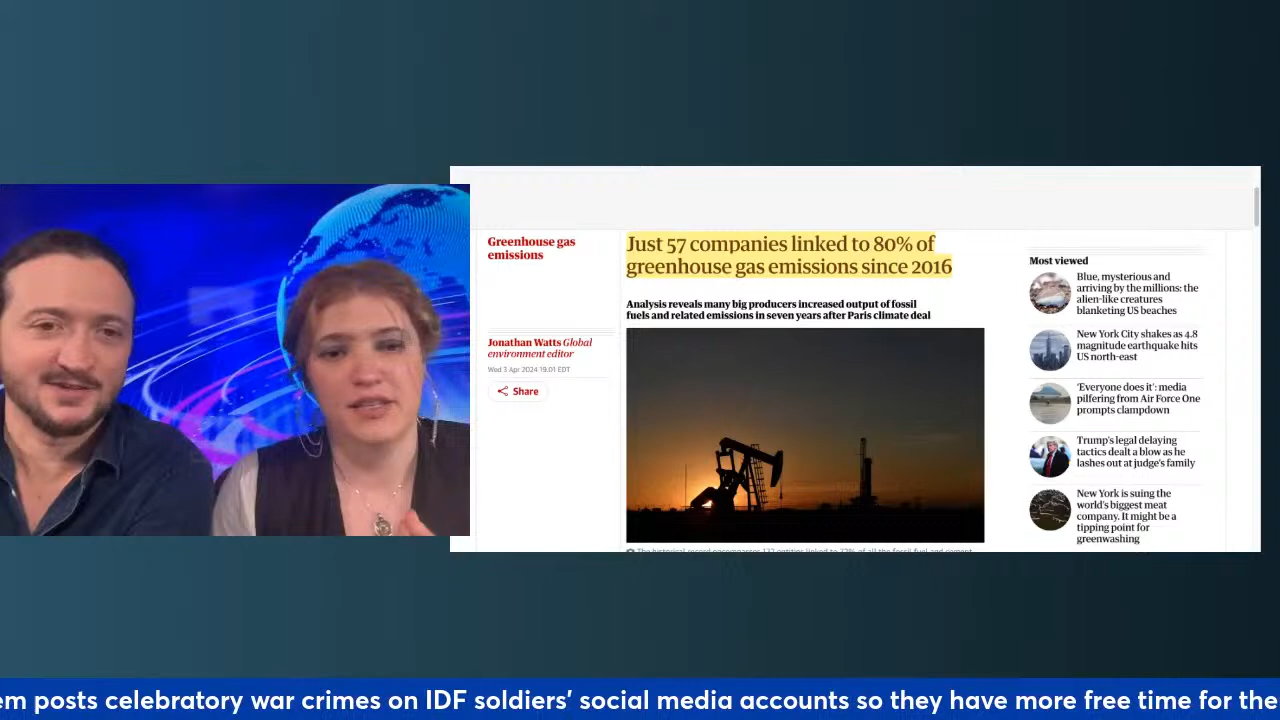 Greenhouse gas
emissions
Just 57 companies linked to 80% of
greenhouse gas emissions since 2016
Analysis reveals many big producers increased output of fossil
fuels and related emissions in seven years after Paris climate deal
Jonathan Watts Global
environment editor
Wed 3 Apr 2024 19.01 EDT
Share
Most viewed
Blue, mysterious and
arriving by the millions: the
alien-like creatures
blanketing US beaches
New York City shakes as 4.8
magnitude earthquake hits
US north-east
‘Everyone does it’: media
pilfering from Air Force One
prompts clampdown
Trump’s legal delaying
tactics dealt a blow as he
lashes out at judge’s family
New York is suing the
world’s biggest meat
company. It might be a
tipping point for
greenwashing
em posts celebratory war crimes on IDF soldiers’ social media accounts so they have more free time for the